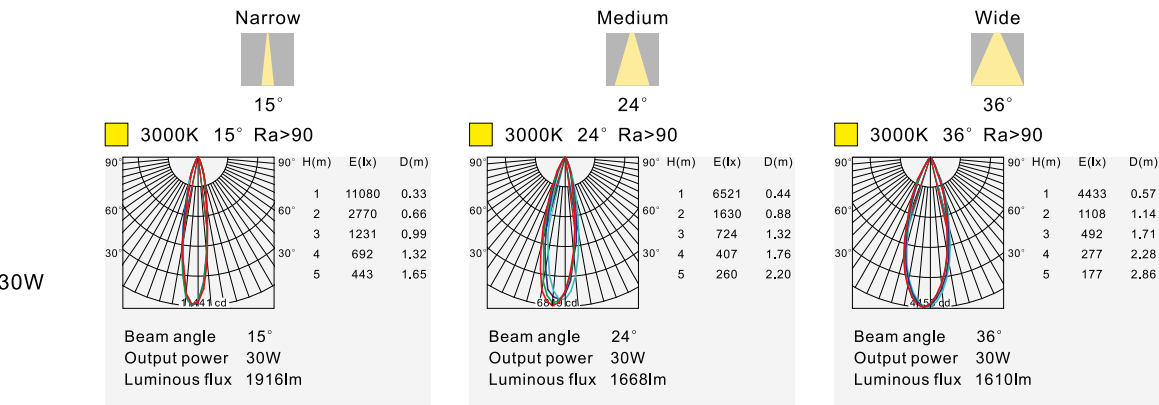 Narrow
15°
3000K 15° Ra>90
90° 90°
60° 60°
30° 30°
H(m) E(lx) D(m)
1 11080 0.33
2 2770 0.66
3 1231 0.99
4 692 1.32
5 443 1.65
Beam angle 15°
Output power 30W
Luminous flux 1916lm
Medium
24°
3000K 24° Ra>90
90° 90°
60° 60°
30° 30°
cd
H(m) E(lx) D(m)
1 6521 0.44
2 1630 0.88
3 724 1.32
4 407 1.76
5 260 2.20
Beam angle 24°
Output power 30W
Luminous flux 1668lm
Wide
36°
3000K 36° Ra>90
90° 90°
60° 60°
30° 30°
cd
H(m) E(lx) D(m)
1 4433 0.57
2 1108 1.14
3 492 1.71
4 277 2.28
5 177 2.86
Beam angle 36°
Output power 30W
Luminous flux 1610lm
30W